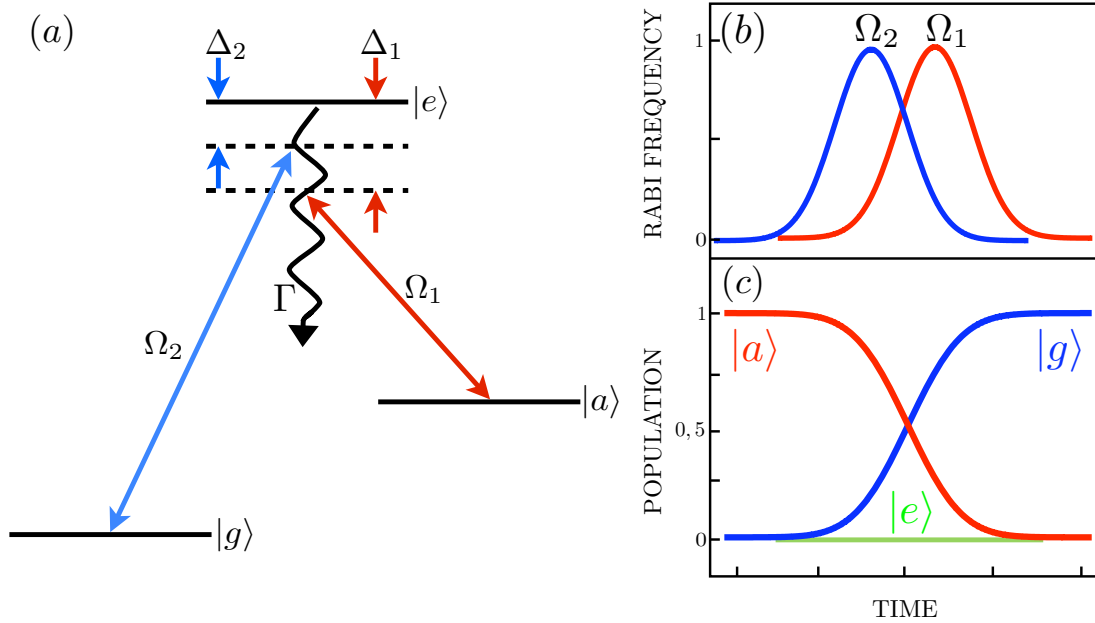 (a)
Δ₂
Δ₁
|e⟩
Γ
Ω₁
Ω₂
|a⟩
|g⟩
(b)
Ω₂
Ω₁
RABI FREQUENCY
1
0
(c)
1
|a⟩
|g⟩
POPULATION
0,5
|e⟩
0
TIME